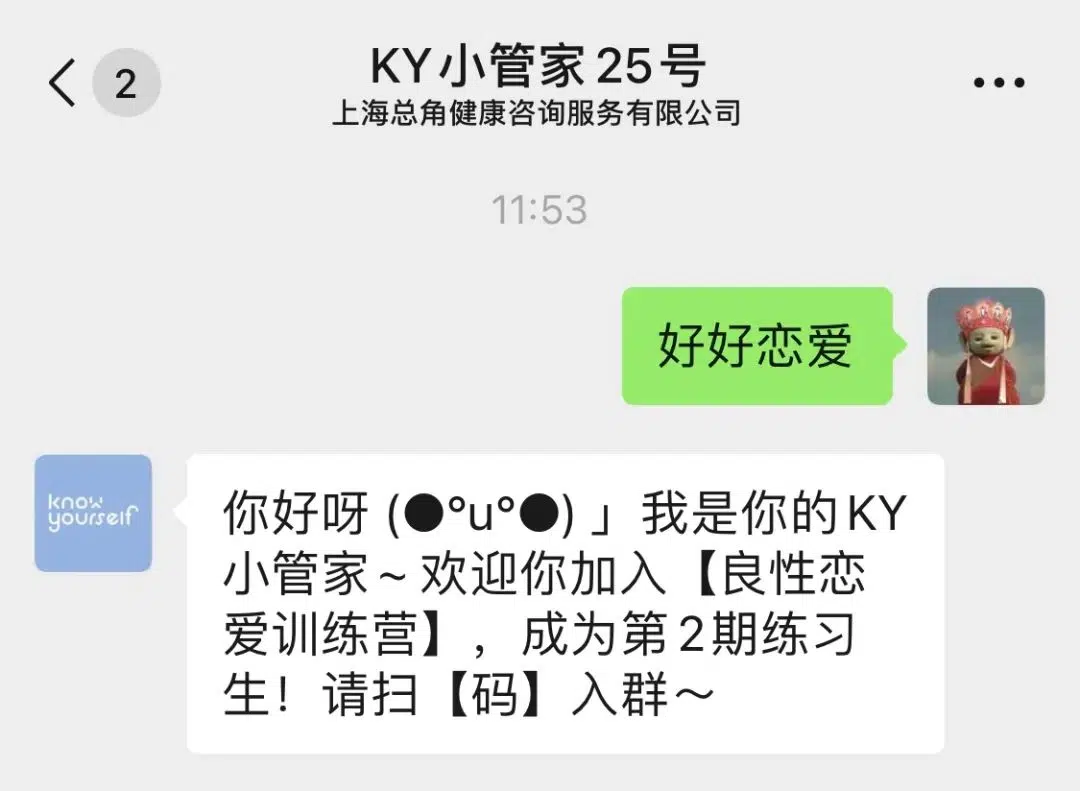 2
KY小管家25号
上海总角健康咨询服务有限公司
11:53
好好恋爱
know
yourself
你好呀 (●°u°●) 」我是你的KY
小管家~欢迎你加入【良性恋
爱训练营】，成为第2期练习
生！请扫【码】入群～